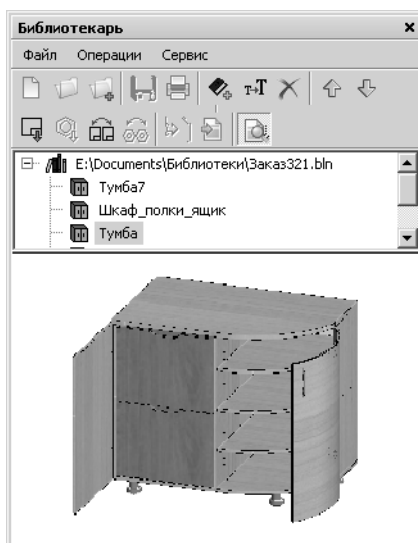 Библиотекарь
Файл Операции Сервис
T→T
E:\Documents\Библиотеки\Заказ321.bln
Тумба7
Шкаф_полки_ящик
Тумба